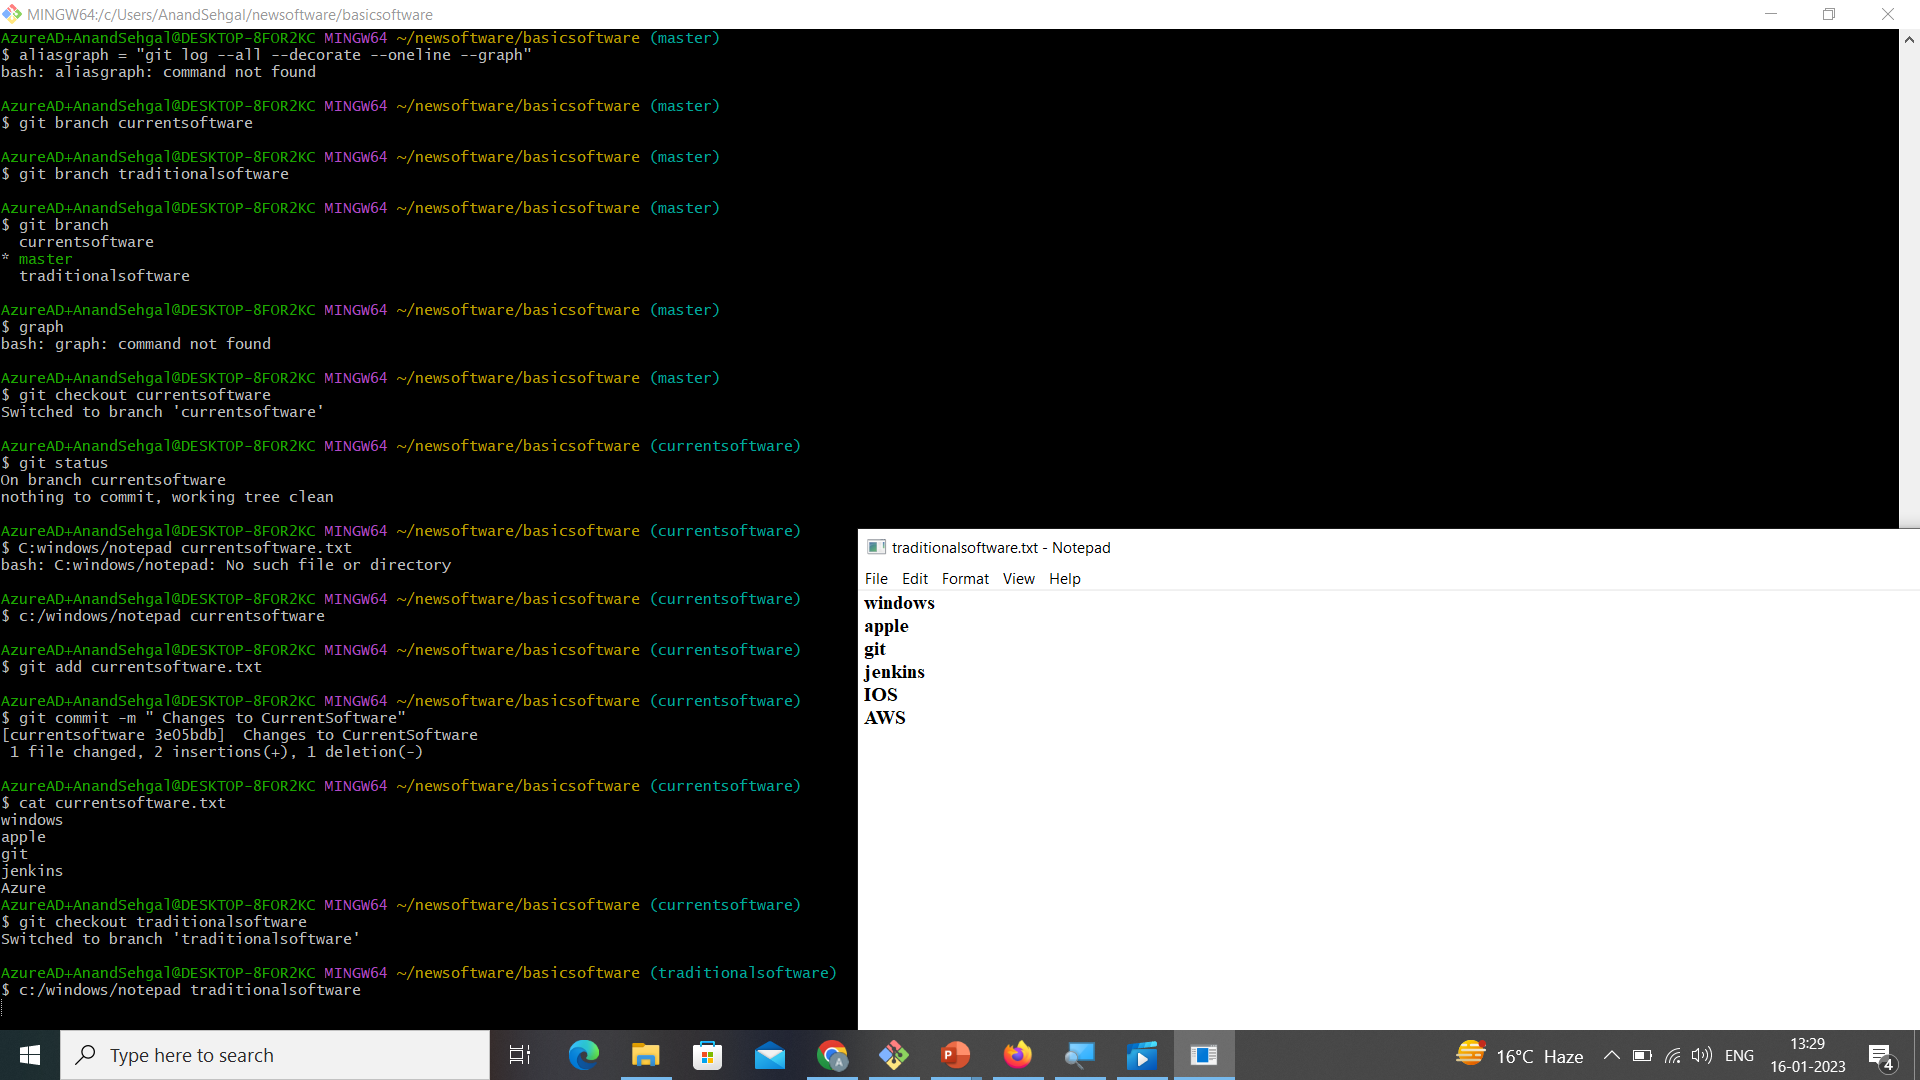 MINGW64:/c/Users/AnandSehgal/newsoftware/basicsoftware
AzureAD+AnandSehgal@DESKTOP-8FOR2KC MINGW64 ~/newsoftware/basicsoftware (master)
$ aliasgraph = "git log --all --decorate --oneline --graph"
bash: aliasgraph: command not found
AzureAD+AnandSehgal@DESKTOP-8FOR2KC MINGW64 ~/newsoftware/basicsoftware (master)
$ git branch currentsoftware
AzureAD+AnandSehgal@DESKTOP-8FOR2KC MINGW64 ~/newsoftware/basicsoftware (master)
$ git branch traditionalsoftware
AzureAD+AnandSehgal@DESKTOP-8FOR2KC MINGW64 ~/newsoftware/basicsoftware (master)
$ git branch
  currentsoftware
* master
  traditionalsoftware
AzureAD+AnandSehgal@DESKTOP-8FOR2KC MINGW64 ~/newsoftware/basicsoftware (master)
$ graph
bash: graph: command not found
AzureAD+AnandSehgal@DESKTOP-8FOR2KC MINGW64 ~/newsoftware/basicsoftware (master)
$ git checkout currentsoftware
Switched to branch 'currentsoftware'
AzureAD+AnandSehgal@DESKTOP-8FOR2KC MINGW64 ~/newsoftware/basicsoftware (currentsoftware)
$ git status
On branch currentsoftware
nothing to commit, working tree clean
AzureAD+AnandSehgal@DESKTOP-8FOR2KC MINGW64 ~/newsoftware/basicsoftware (currentsoftware)
$ C:windows/notepad currentsoftware.txt
bash: C:windows/notepad: No such file or directory
AzureAD+AnandSehgal@DESKTOP-8FOR2KC MINGW64 ~/newsoftware/basicsoftware (currentsoftware)
$ c:/windows/notepad currentsoftware
AzureAD+AnandSehgal@DESKTOP-8FOR2KC MINGW64 ~/newsoftware/basicsoftware (currentsoftware)
$ git add currentsoftware.txt
AzureAD+AnandSehgal@DESKTOP-8FOR2KC MINGW64 ~/newsoftware/basicsoftware (currentsoftware)
$ git commit -m " Changes to CurrentSoftware"
[currentsoftware 3e05bdb]  Changes to CurrentSoftware
 1 file changed, 2 insertions(+), 1 deletion(-)
AzureAD+AnandSehgal@DESKTOP-8FOR2KC MINGW64 ~/newsoftware/basicsoftware (currentsoftware)
$ cat currentsoftware.txt
windows
apple
git
jenkins
Azure
AzureAD+AnandSehgal@DESKTOP-8FOR2KC MINGW64 ~/newsoftware/basicsoftware (currentsoftware)
$ git checkout traditionalsoftware
Switched to branch 'traditionalsoftware'
AzureAD+AnandSehgal@DESKTOP-8FOR2KC MINGW64 ~/newsoftware/basicsoftware (traditionalsoftware)
$ c:/windows/notepad traditionalsoftware
traditionalsoftware.txt - Notepad
File Edit Format View Help
windows
apple
git
jenkins
IOS
AWS
Type here to search
A
P
16°C Haze
ENG
13:29
16-01-2023
4